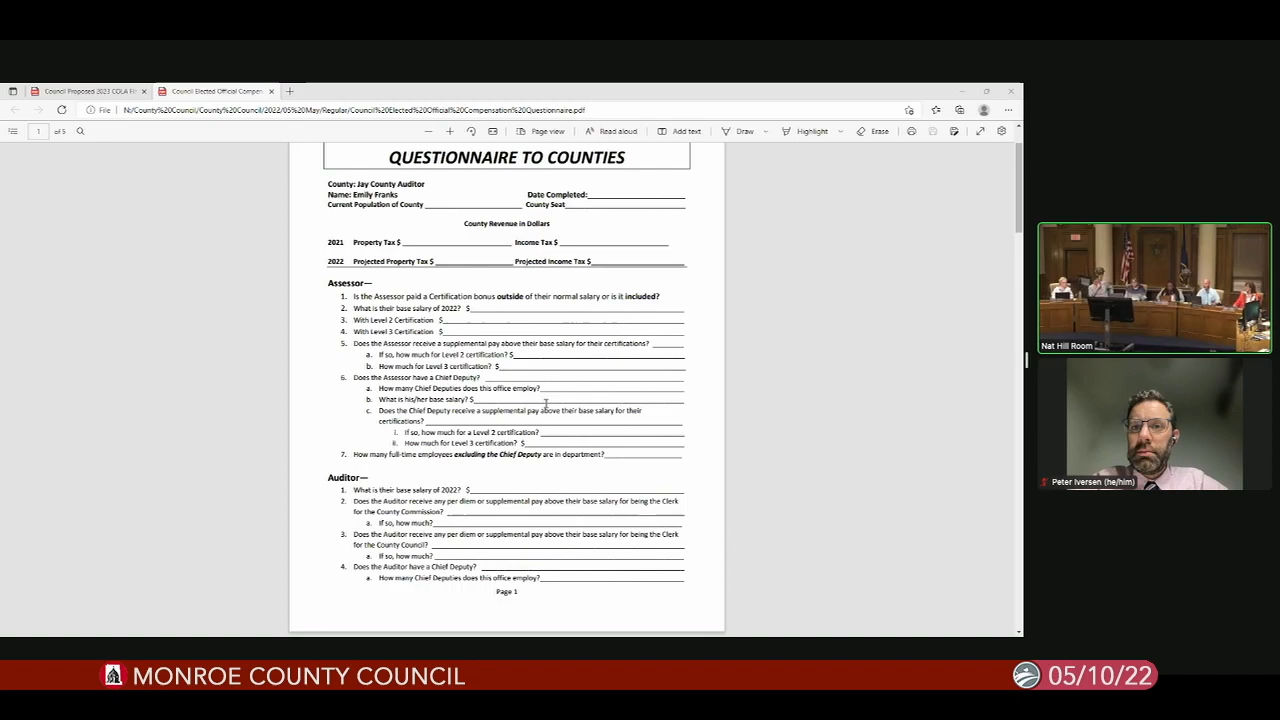 Council Proposed 2023 COLA Fi
Council Elected Official Compen
File
N:/County%20Council/County%20Council/2022/05%20May/Regular/Council%20Elected%20Official%20Compensation%20Questionnaire.pdf
1 of 5
Page view
Read aloud
Add text
Draw
Highlight
Erase
QUESTIONNAIRE TO COUNTIES
County: Jay County Auditor
Name: Emily Franks Date Completed:
Current Population of County County Seat
County Revenue in Dollars
2021 Property Tax $ Income Tax $
2022 Projected Property Tax $ Projected Income Tax $
Assessor—
1. Is the Assessor paid a Certification bonus outside of their normal salary or is it included?
2. What is their base salary of 2022? $
3. With Level 2 Certification $
4. With Level 3 Certification $
5. Does the Assessor receive a supplemental pay above their base salary for their certifications?
a. If so, how much for Level 2 certification? $
b. How much for Level 3 certification? $
6. Does the Assessor have a Chief Deputy?
a. How many Chief Deputies does this office employ?
b. What is his/her base salary? $
c. Does the Chief Deputy receive a supplemental pay above their base salary for their
certifications?
i. If so, how much for a Level 2 certification?
ii. How much for Level 3 certification? $
7. How many full-time employees excluding the Chief Deputy are in department?
Auditor—
1. What is their base salary of 2022? $
2. Does the Auditor receive any per diem or supplemental pay above their base salary for being the Clerk
for the County Commission?
a. If so, how much?
3. Does the Auditor receive any per diem or supplemental pay above their base salary for being the Clerk
for the County Council?
a. If so, how much?
4. Does the Auditor have a Chief Deputy?
a. How many Chief Deputies does this office employ?
Page 1
Nat Hill Room
Peter Iversen (he/him)
MONROE COUNTY COUNCIL
05/10/22